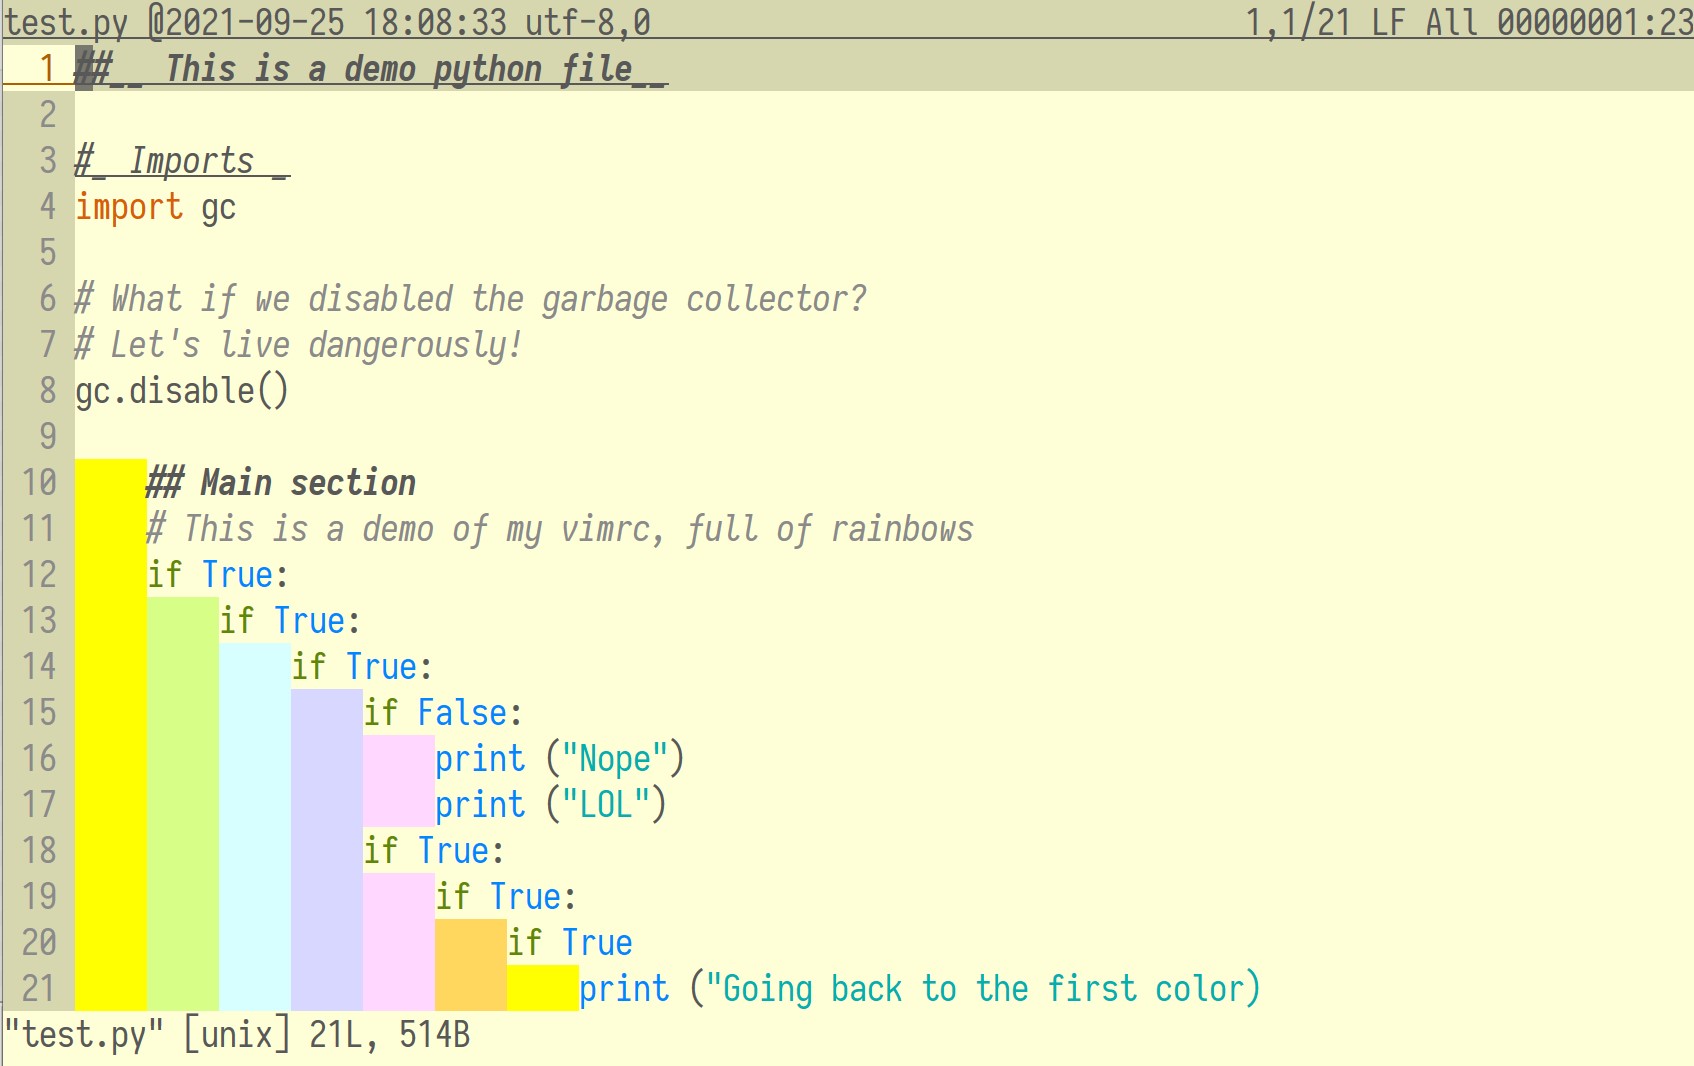 test.py @2021-09-25 18:08:33 utf-8,0 1,1/21 LF All 00000001:23
1 ##__ This is a demo python file__
2
3 #_ Imports _
4 import gc
5
6 # What if we disabled the garbage collector?
7 # Let's live dangerously!
8 gc.disable()
9
10     ## Main section
11     # This is a demo of my vimrc, full of rainbows
12     if True:
13         if True:
14             if True:
15                 if False:
16                     print ("Nope")
17                     print ("LOL")
18                 if True:
19                     if True:
20                         if True
21                             print ("Going back to the first color)
"test.py" [unix] 21L, 514B